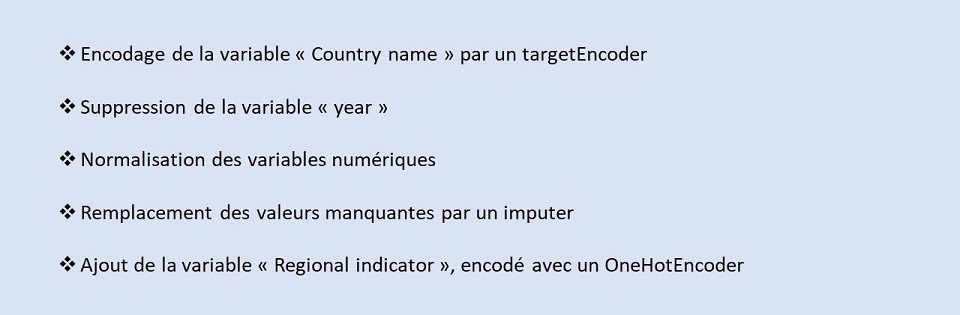 ❖ Encodage de la variable « Country name » par un targetEncoder
❖ Suppression de la variable « year »
❖ Normalisation des variables numériques
❖ Remplacement des valeurs manquantes par un imputer
❖ Ajout de la variable « Regional indicator », encodé avec un OneHotEncoder